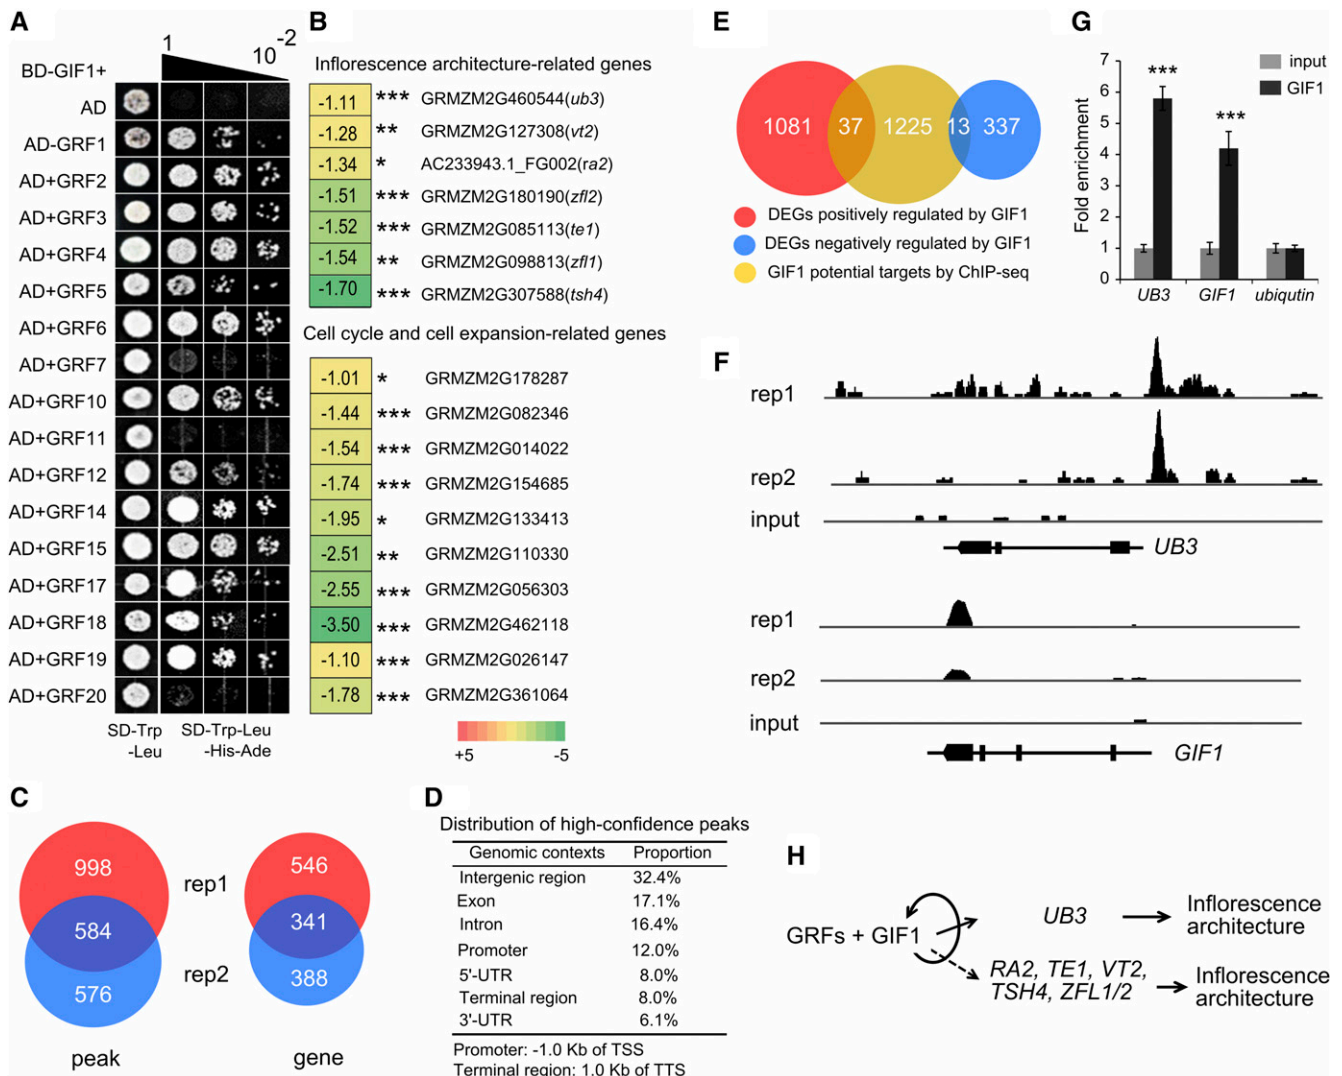 A
1
10-2
BD-GIF1+
AD
AD-GRF1
AD+GRF2
AD+GRF3
AD+GRF4
AD+GRF5
AD+GRF6
AD+GRF7
AD+GRF10
AD+GRF11
AD+GRF12
AD+GRF14
AD+GRF15
AD+GRF17
AD+GRF18
AD+GRF19
AD+GRF20
SD-Trp
-Leu
SD-Trp-Leu
-His-Ade
B
Inflorescence architecture-related genes
-1.11 *** GRMZM2G460544(ub3)
-1.28 ** GRMZM2G127308(vt2)
-1.34 * AC233943.1_FG002(ra2)
-1.51 *** GRMZM2G180190(zfl2)
-1.52 *** GRMZM2G085113(te1)
-1.54 ** GRMZM2G098813(zfl1)
-1.70 *** GRMZM2G307588(tsh4)
Cell cycle and cell expansion-related genes
-1.01 * GRMZM2G178287
-1.44 *** GRMZM2G082346
-1.54 *** GRMZM2G014022
-1.74 *** GRMZM2G154685
-1.95 * GRMZM2G133413
-2.51 ** GRMZM2G110330
-2.55 *** GRMZM2G056303
-3.50 *** GRMZM2G462118
-1.10 *** GRMZM2G026147
-1.78 *** GRMZM2G361064
+5 -5
C
998
584
576
rep1
rep2
546
341
388
peak
gene
D
Distribution of high-confidence peaks
Genomic contexts Proportion
Intergenic region 32.4%
Exon 17.1%
Intron 16.4%
Promoter 12.0%
5'-UTR 8.0%
Terminal region 8.0%
3'-UTR 6.1%
Promoter: -1.0 Kb of TSS
Terminal region: 1.0 Kb of TTS
E
1081 37 1225 13 337
DEGs positively regulated by GIF1
DEGs negatively regulated by GIF1
GIF1 potential targets by ChIP-seq
G
Fold enrichment
7
6
5
4
3
2
1
0
***
***
input
GIF1
UB3 GIF1 ubiqutin
F
rep1
rep2
input
UB3
rep1
rep2
input
GIF1
H
GRFs + GIF1
UB3
Inflorescence
architecture
RA2, TE1, VT2,
TSH4, ZFL1/2
Inflorescence
architecture